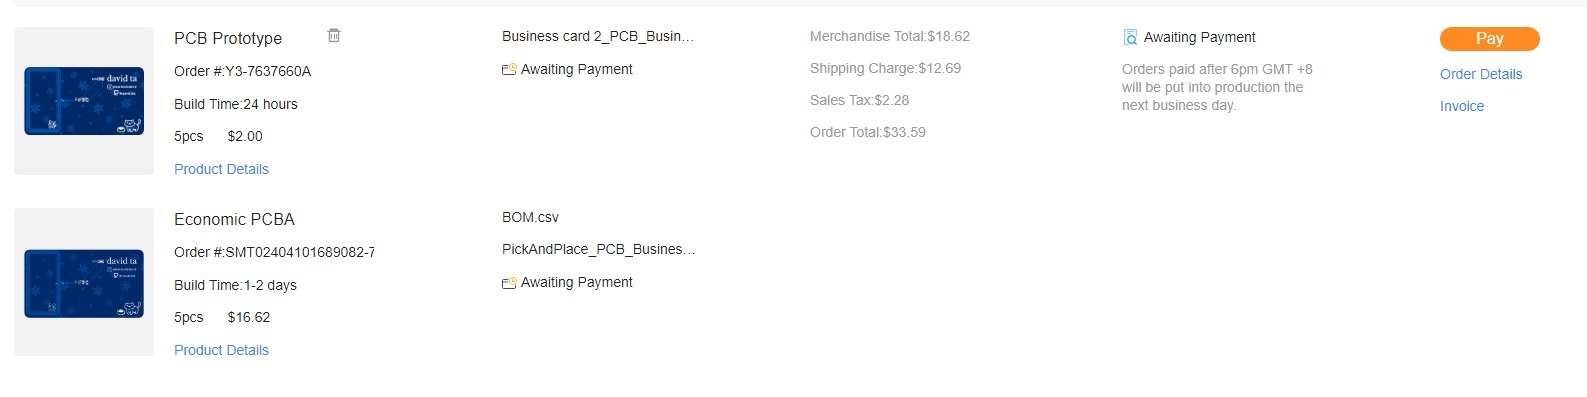 PCB Prototype
Order #:Y3-7637660A
Build Time:24 hours
5pcs $2.00
Product Details
Business card 2_PCB_Busin...
Awaiting Payment
Merchandise Total:$18.62
Shipping Charge:$12.69
Sales Tax:$2.28
Order Total:$33.59
Awaiting Payment
Orders paid after 6pm GMT +8
will be put into production the
next business day.
Pay
Order Details
Invoice
david ta
Economic PCBA
Order #:SMT02404101689082-7
Build Time:1-2 days
5pcs $16.62
Product Details
BOM.csv
PickAndPlace_PCB_Busines...
Awaiting Payment
david ta